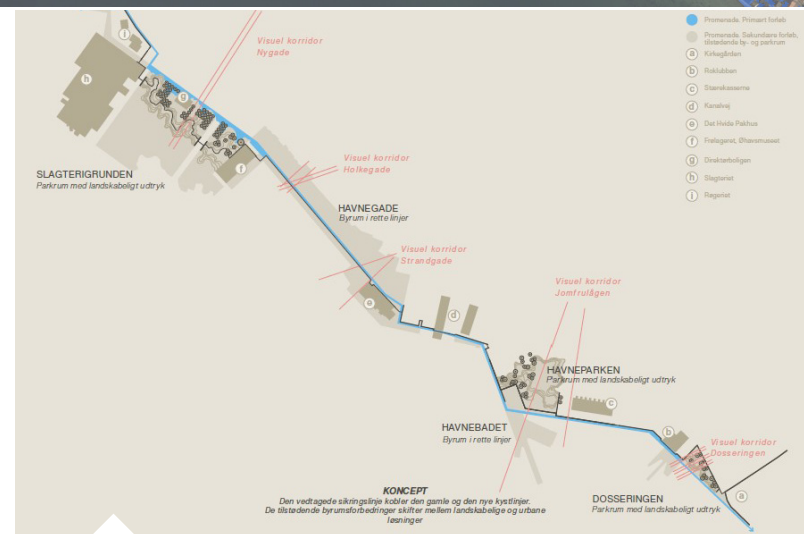 Promenade, Primært forløb
Promenade, Sekundære forløb,
tilstødende by- og parkrum
a Kirkegården
b Roklubben
c
d Kanalvej
e Det Hvide Pakhus
f Frølageret, Øhavsmuseet
g Direktørboligen
h Slagteriet
i Røgeriet
i
h
g
f
Visuel korridor
Nygade
SLAGTERIGRUNDEN
Parkrum med landskabeligt udtryk
Visuel korridor
Holkegade
HAVNEGADE
Byrum i rette linjer
Visuel korridor
Strandgade
e
d
Visuel korridor
Jomfrulågen
HAVNEPARKEN
Parkrum med landskabeligt udtryk
c
HAVNEBADET
Byrum i rette linjer
b
Visuel korridor
Dosseringen
a
DOSSERINGEN
Parkrum med landskabeligt udtryk
KONCEPT
Den vedtagede sikringslinje kobler den gamle og den nye kystlinjer.
De tilstødende byrumsforbedringer skifter mellem landskabelige og urbane
løsninger